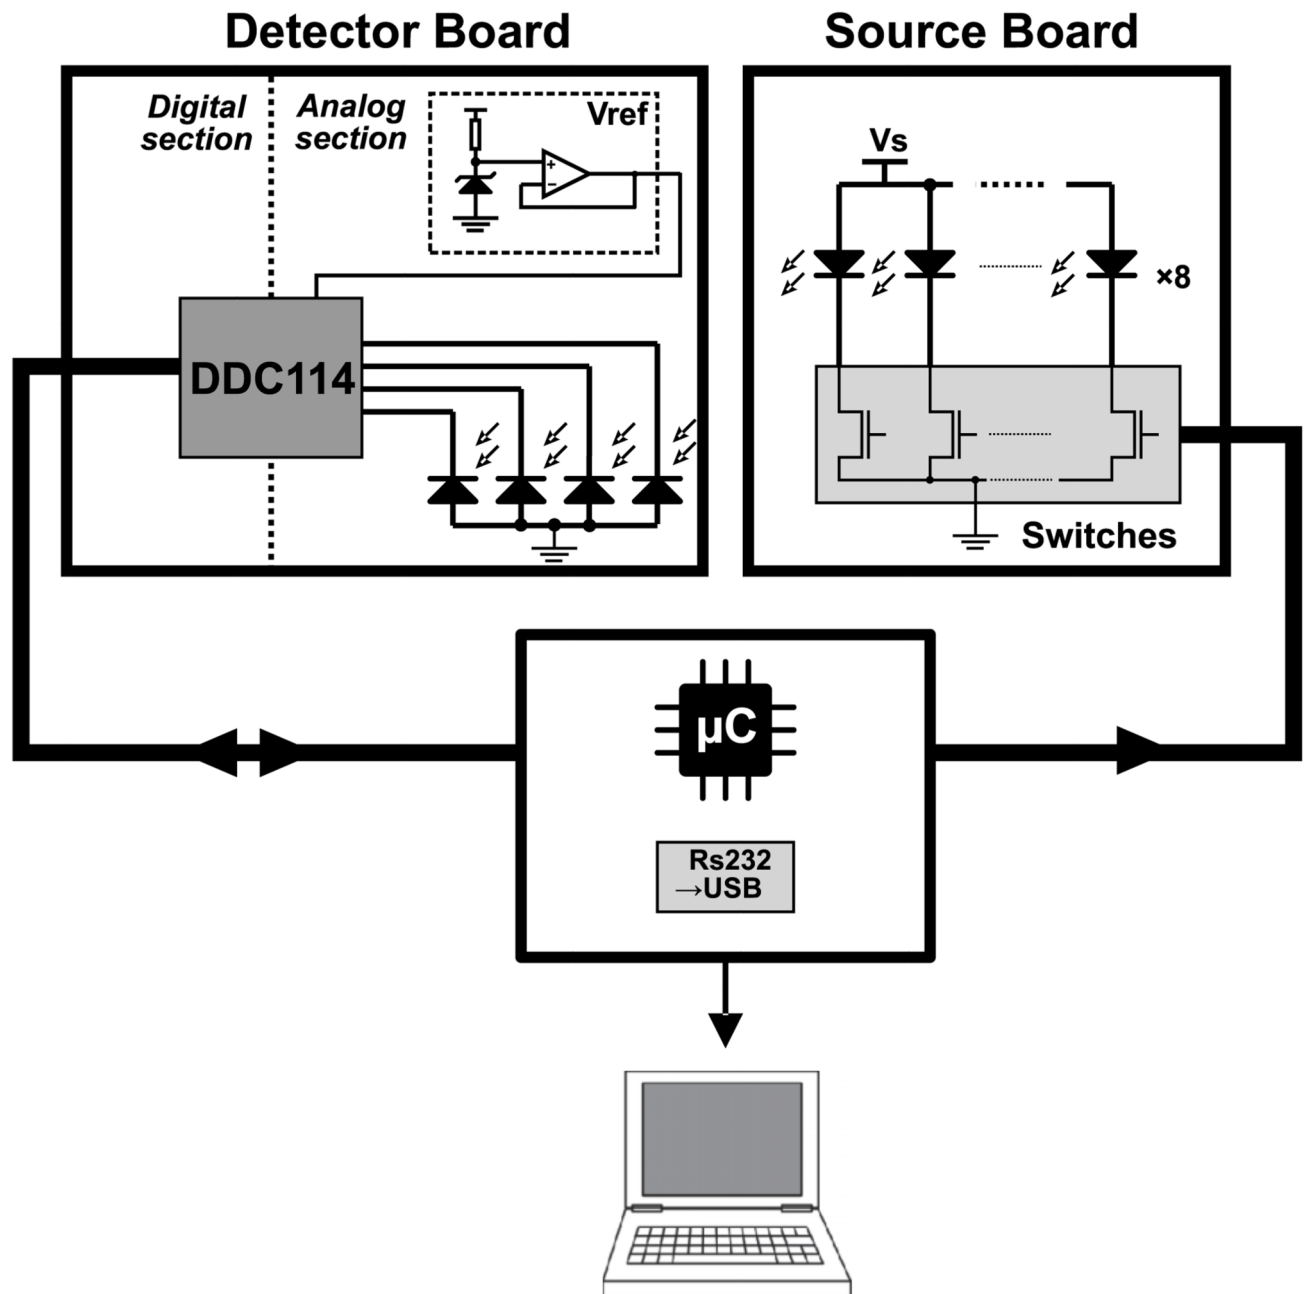 Detector Board
Source Board
Digital
section
Analog
section
Vref
+
−
DDC114
Vs
×8
Switches
µC
Rs232
→USB